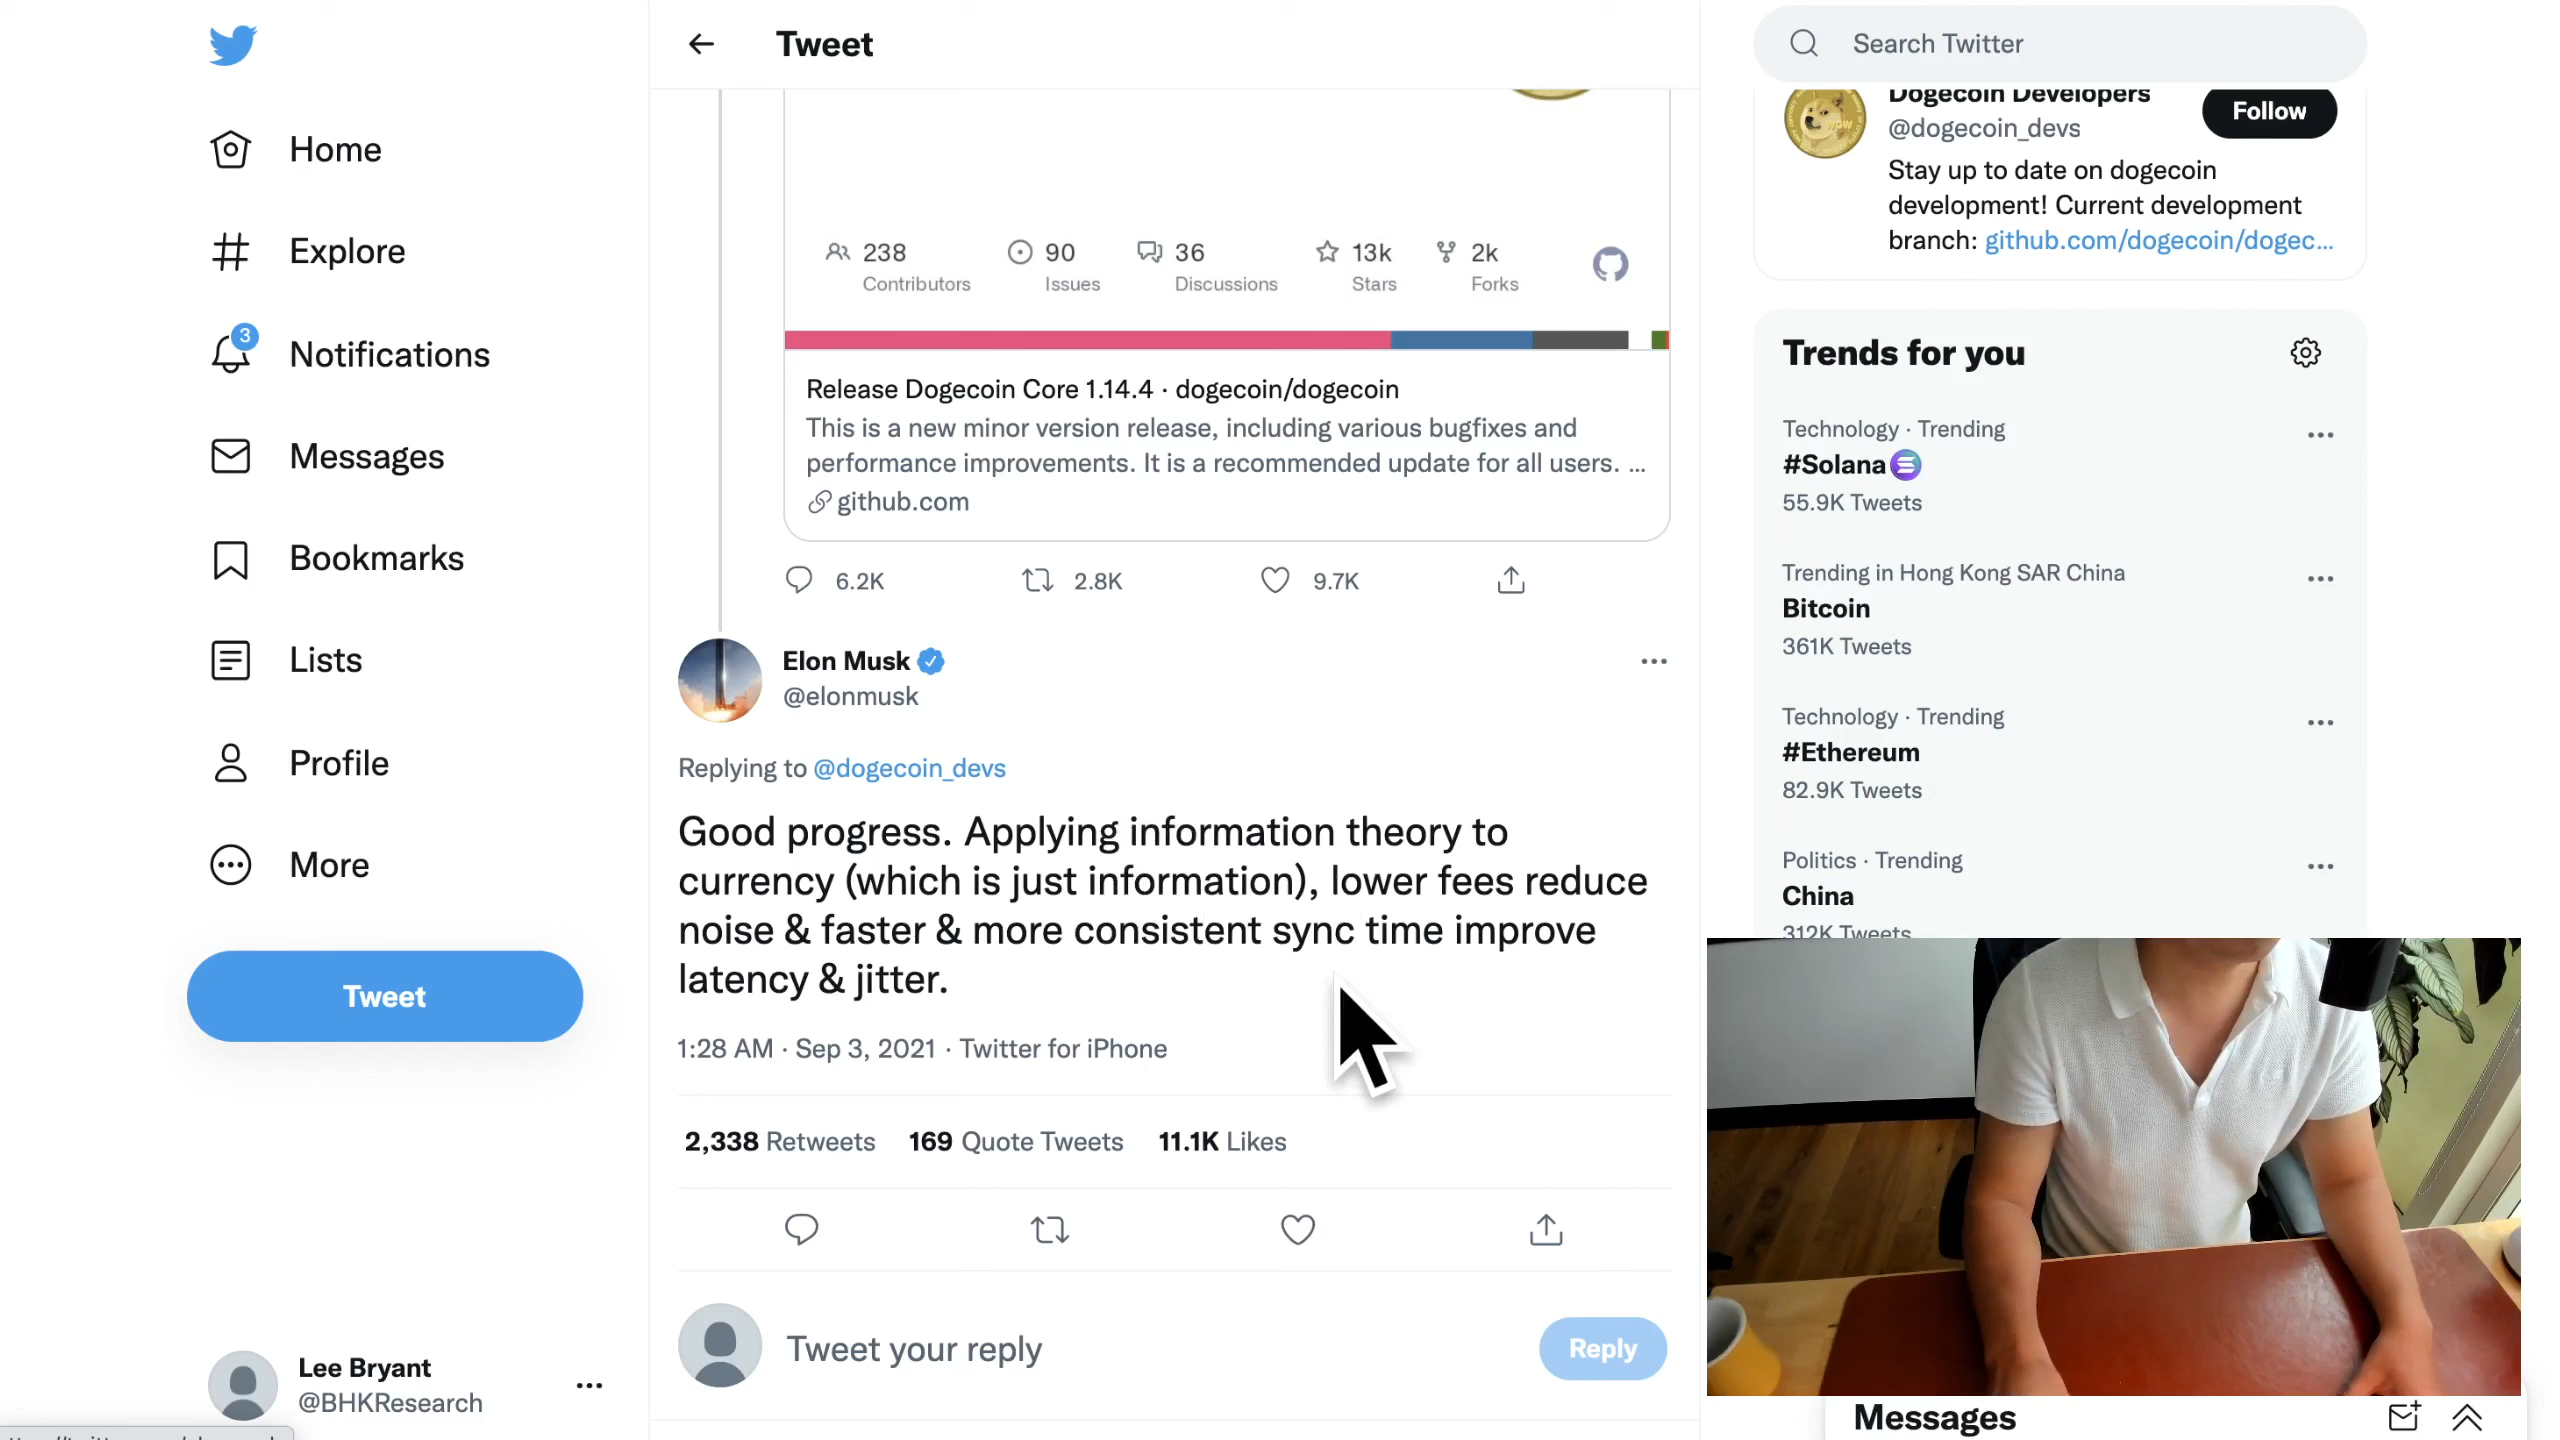 Tweet
Search Twitter
Home
Explore
3
Notifications
Messages
Bookmarks
Lists
Profile
More
Tweet
Lee Bryant
@BHKResearch
238
Contributors
90
Issues
36
Discussions
13k
Stars
2k
Forks
Release Dogecoin Core 1.14.4 · dogecoin/dogecoin
This is a new minor version release, including various bugfixes and
performance improvements. It is a recommended update for all users. ...
github.com
6.2K
2.8K
9.7K
Elon Musk
@elonmusk
Replying to @dogecoin_devs
Good progress. Applying information theory to
currency (which is just information), lower fees reduce
noise & faster & more consistent sync time improve
latency & jitter.
1:28 AM · Sep 3, 2021 · Twitter for iPhone
2,338 Retweets 169 Quote Tweets 11.1K Likes
Tweet your reply
Reply
Dogecoin Developers
@dogecoin_devs
Follow
Stay up to date on dogecoin
development! Current development
branch: github.com/dogecoin/dogec...
Trends for you
Technology · Trending
#Solana
55.9K Tweets
Trending in Hong Kong SAR China
Bitcoin
361K Tweets
Technology · Trending
#Ethereum
82.9K Tweets
Politics · Trending
China
312K Tweets
Messages